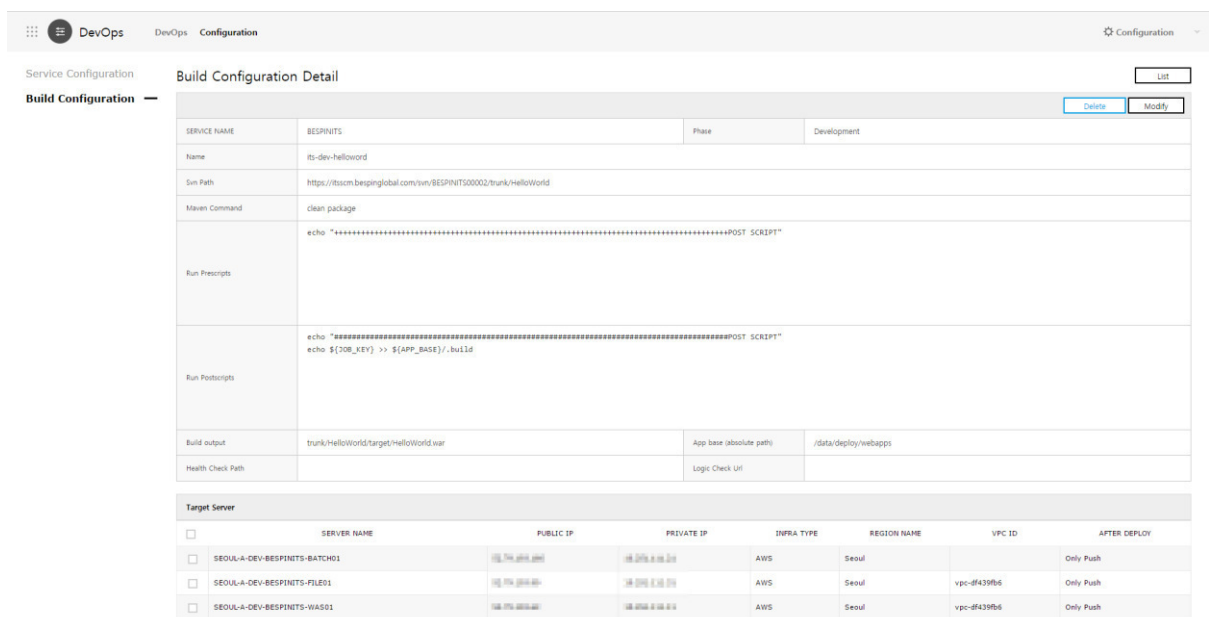 DevOps DevOps Configuration Configuration
Service Configuration
Build Configuration
Build Configuration Detail List
Delete Modify
SERVICE NAME BESPINITS Phase Development
Name its-dev-helloword
Svn Path https://itsscm.bespinglobal.com/svn/BESPINITS00002/trunk/HelloWorld
Maven Command clean package
echo "++++++++++++++++++++++++++++++++++++++++++++++++++++++++++++++++++++++++++++++++++++++++POST SCRIPT"
Run Prescripts
echo "########################################################################################POST SCRIPT"
echo ${JOB_KEY} >> ${APP_BASE}/.build
Run Postscripts
Build output trunk/HelloWorld/target/HelloWorld.war App base (absolute path) /data/deploy/webapps
Health Check Path Logic Check Url
Target Server
SERVER NAME PUBLIC IP PRIVATE IP INFRA TYPE REGION NAME VPC ID AFTER DEPLOY
SEOUL-A-DEV-BESPINITS-BATCH01 AWS Seoul Only Push
SEOUL-A-DEV-BESPINITS-FILE01 AWS Seoul vpc-df439fb6 Only Push
SEOUL-A-DEV-BESPINITS-WAS01 AWS Seoul vpc-df439fb6 Only Push